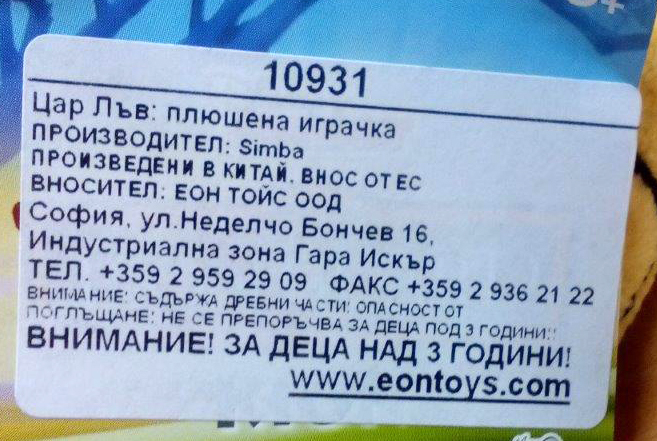 10931
Цар Лъв: плюшена играчка
ПРОИЗВОДИТЕЛ: Simba
ПРОИЗВЕДЕНИ В КИТАЙ. ВНОС ОТ ЕС
ВНОСИТЕЛ: ЕОН ТОЙС ООД
София, ул.Неделчо Бончев 16,
Индустриална зона Гара Искър
ТЕЛ. +359 2 959 29 09 ФАКС +359 2 936 21 22
ВНИМАНИЕ: СЪДЪРЖА ДРЕБНИ ЧАСТИ: ОПАСНОСТ ОТ
ПОГЛЪЩАНЕ: НЕ СЕ ПРЕПОРЪЧВА ЗА ДЕЦА ПОД 3 ГОДИНИ!!
ВНИМАНИЕ! ЗА ДЕЦА НАД 3 ГОДИНИ!
www.eontoys.com